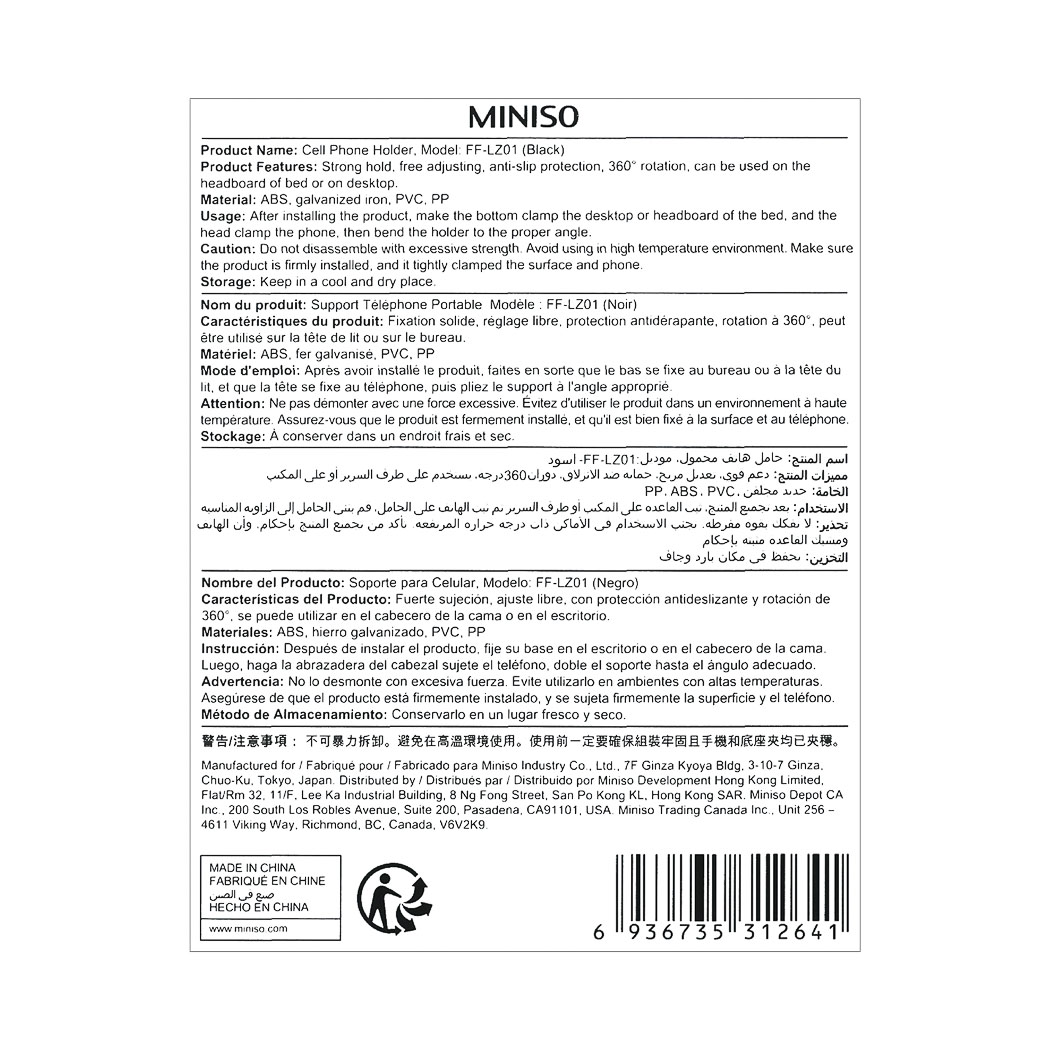 MINISO
Product Name: Cell Phone Holder, Model: FF-LZ01 (Black)
Product Features: Strong hold, free adjusting, anti-slip protection, 360° rotation, can be used on the
headboard of bed or on desktop.
Material: ABS, galvanized iron, PVC, PP
Usage: After installing the product, make the bottom clamp the desktop or headboard of the bed, and the
head clamp the phone, then bend the holder to the proper angle.
Caution: Do not disassemble with excessive strength. Avoid using in high temperature environment. Make sure
the product is firmly installed, and it tightly clamped the surface and phone.
Storage: Keep in a cool and dry place.
Nom du produit: Support Téléphone Portable Modèle : FF-LZ01 (Noir)
Caractéristiques du produit: Fixation solide, réglage libre, protection antidérapante, rotation à 360°, peut
être utilisé sur la tête de lit ou sur le bureau.
Matériel: ABS, fer galvanisé, PVC, PP
Mode d'emploi: Après avoir installé le produit, faites en sorte que le bas se fixe au bureau ou à la tête du
lit, et que la tête se fixe au téléphone, puis pliez le support à l'angle approprié.
Attention: Ne pas démonter avec une force excessive. Évitez d'utiliser le produit dans un environnement à haute
température. Assurez-vous que le produit est fermement installé, et qu'il est bien fixé à la surface et au téléphone.
Stockage: À conserver dans un endroit frais et sec.
اسم المنتج: حامل هاتف محمول، موديل:FF-LZ01- اسود
مميزات المنتج: دعم قوي، تعديل مريح، حماية ضد الانزلاق، دوران360درجة، يستخدم على طرف السرير أو على المكتب
الخامة: حديد مجلفن، PP، ABS، PVC
الاستخدام: بعد تجميع المنتج، ثبت القاعدة على المكتب أو طرف السرير ثم ثبت الهاتف على الحامل، قم بثني الحامل إلى الزاوية المناسبة
تحذير: لا تفكك بقوة مفرطة. تجنب الاستخدام في الأماكن ذات درجة حرارة المرتفعة. تأكد من تجميع المنتج بإحكام. وأن الهاتف
ومسبك القاعدة مثبتة بإحكام
التخزين: يحفظ في مكان بارد وجاف
Nombre del Producto: Soporte para Celular, Modelo: FF-LZ01 (Negro)
Características del Producto: Fuerte sujeción, ajuste libre, con protección antideslizante y rotación de
360°, se puede utilizar en el cabecero de la cama o en el escritorio.
Materiales: ABS, hierro galvanizado, PVC, PP
Instrucción: Después de instalar el producto, fije su base en el escritorio o en el cabecero de la cama.
Luego, haga la abrazadera del cabezal sujete el teléfono, doble el soporte hasta el ángulo adecuado.
Advertencia: No lo desmonte con excesiva fuerza. Evite utilizarlo en ambientes con altas temperaturas.
Asegúrese de que el producto está firmemente instalado, y se sujeta firmemente la superficie y el teléfono.
Método de Almacenamiento: Conservarlo en un lugar fresco y seco.
警告/注意事項：不可暴力拆卸。避免在高溫環境使用。使用前一定要確保組裝牢固且手機和底座夾均已夾穩。
Manufactured for / Fabriqué pour / Fabricado para Miniso Industry Co., Ltd., 7F Ginza Kyoya Bldg, 3-10-7 Ginza,
Chuo-Ku, Tokyo, Japan. Distributed by / Distribués par / Distribuido por Miniso Development Hong Kong Limited,
Flat/Rm 32, 11/F, Lee Ka Industrial Building, 8 Ng Fong Street, San Po Kong KL, Hong Kong SAR. Miniso Depot CA
Inc., 200 South Los Robles Avenue, Suite 200, Pasadena, CA91101, USA. Miniso Trading Canada Inc., Unit 256 –
4611 Viking Way, Richmond, BC, Canada, V6V2K9.
MADE IN CHINA
FABRIQUÉ EN CHINE
صنع في الصين
HECHO EN CHINA
www.miniso.com
6 936735 312641